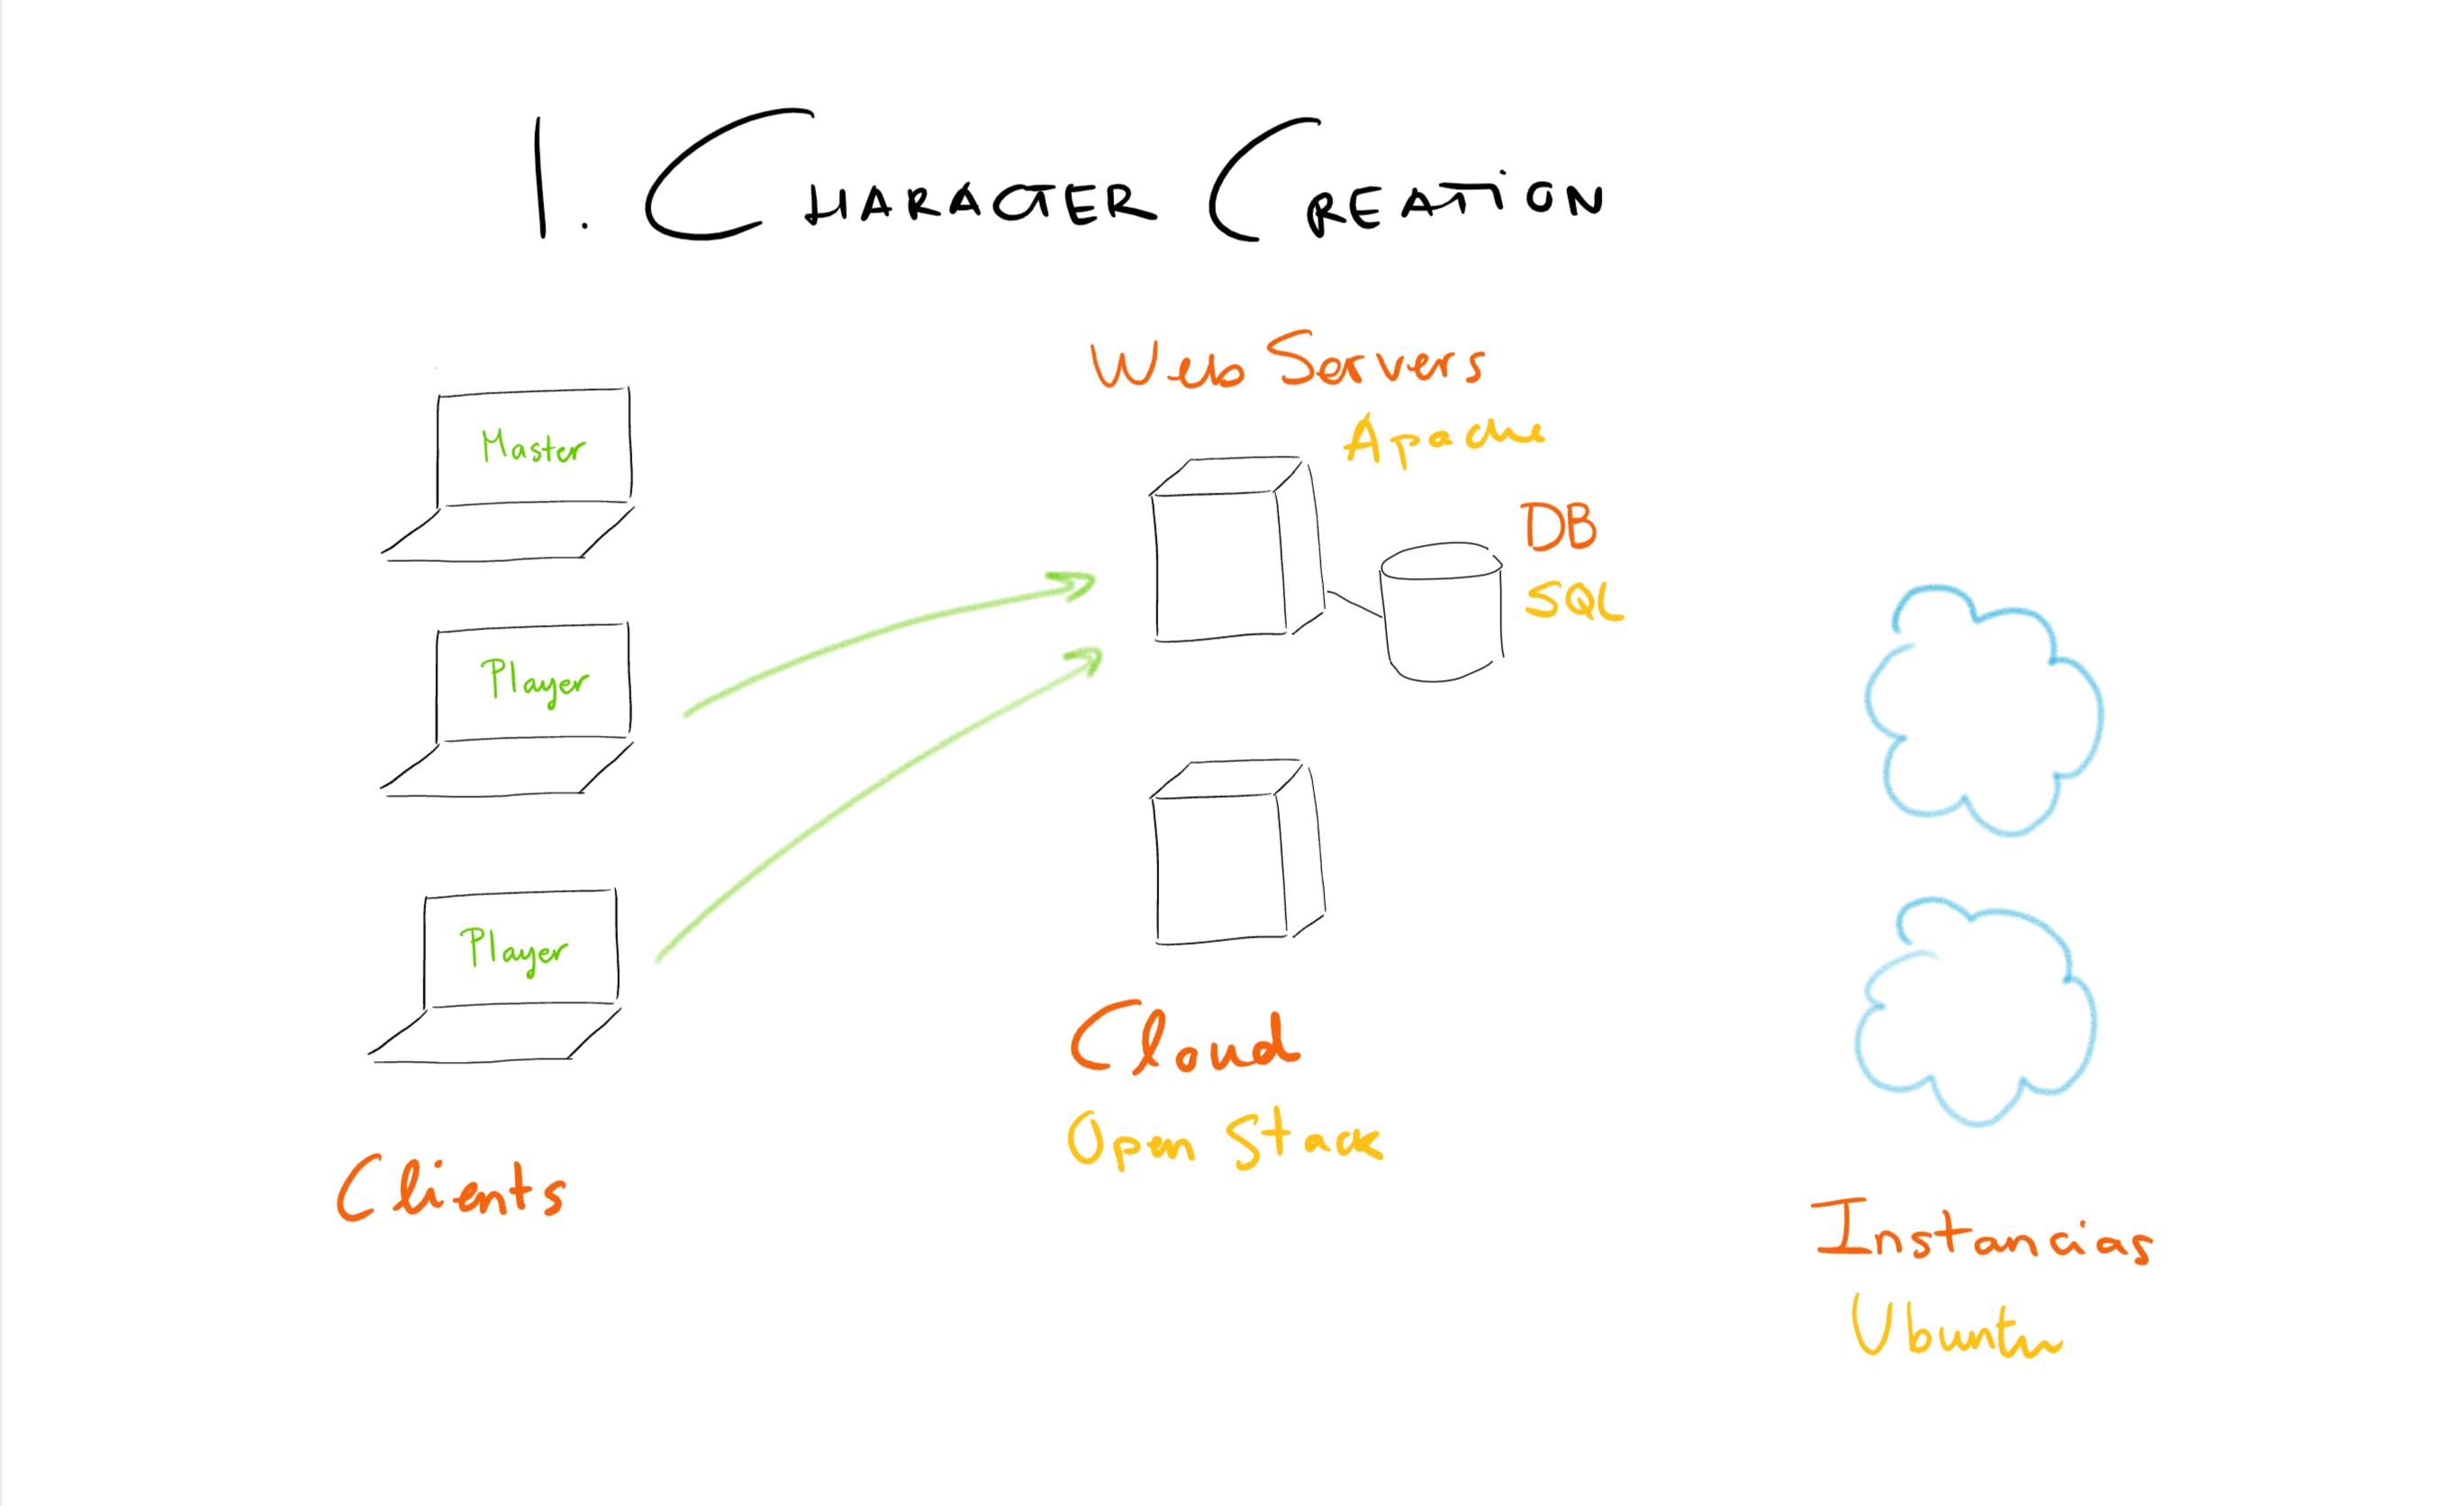 1. CHARACTER CREATION
Web Servers
Apache
Master
DB
SQL
Player
Player
Cloud
Open Stack
Clients
Instancias
Ubuntu